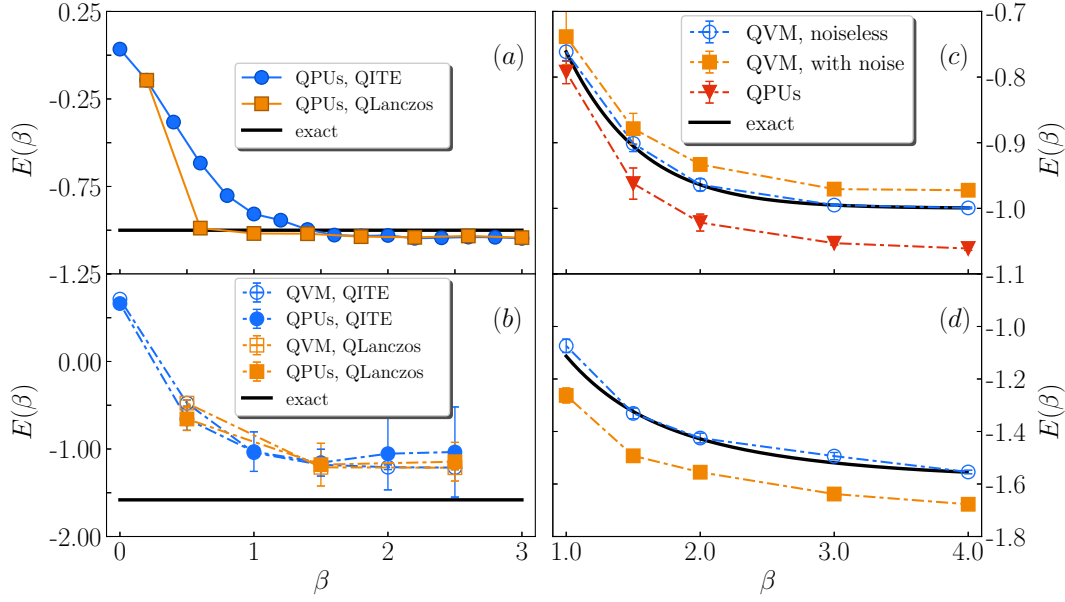 0.25
-0.25
-0.75
-1.25
E(β)
(a)
QPUs, QITE
QPUs, QLanczos
exact
0.00
-1.00
-2.00
E(β)
(b)
QVM, QITE
QPUs, QITE
QVM, QLanczos
QPUs, QLanczos
exact
0 1 2 3
β
(c)
QVM, noiseless
QVM, with noise
QPUs
exact
-0.7
-0.8
-0.9
-1.0
-1.1
E(β)
(d)
-1.0
-1.2
-1.4
-1.6
-1.8
E(β)
1.0 2.0 3.0 4.0
β